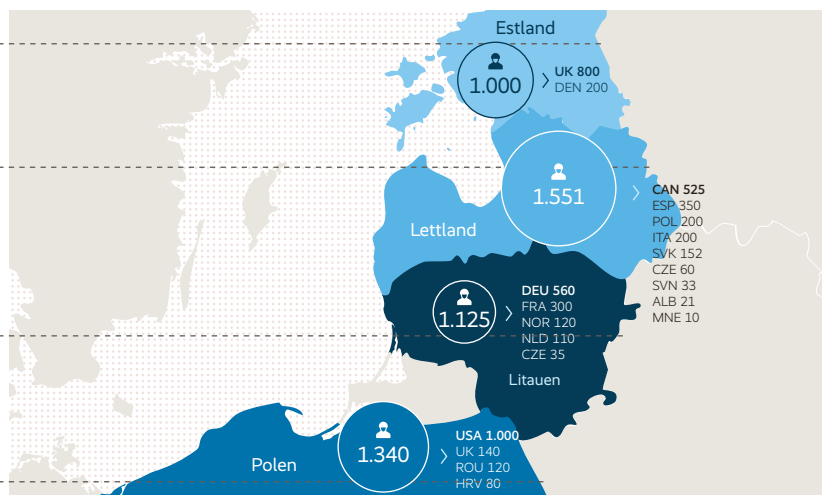 Estland
1.000
UK 800
DEN 200
1.551
CAN 525
ESP 350
POL 200
ITA 200
SVK 152
CZE 60
SVN 33
ALB 21
MNE 10
Lettland
1.125
DEU 560
FRA 300
NOR 120
NLD 110
CZE 35
Litauen
Polen
1.340
USA 1.000
UK 140
ROU 120
HRV 80